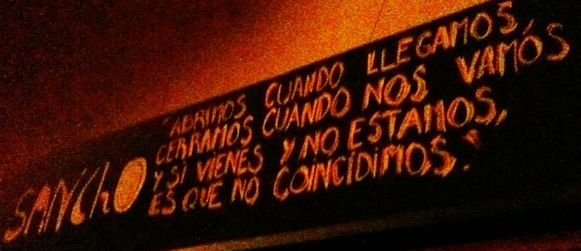 SANCHO
"ABRIMOS CUANDO LLEGAMOS,
CERRAMOS CUANDO NOS VAMOS
Y SI VIENES Y NO ESTAMOS,
ES QUE NO COINCIDIMOS."